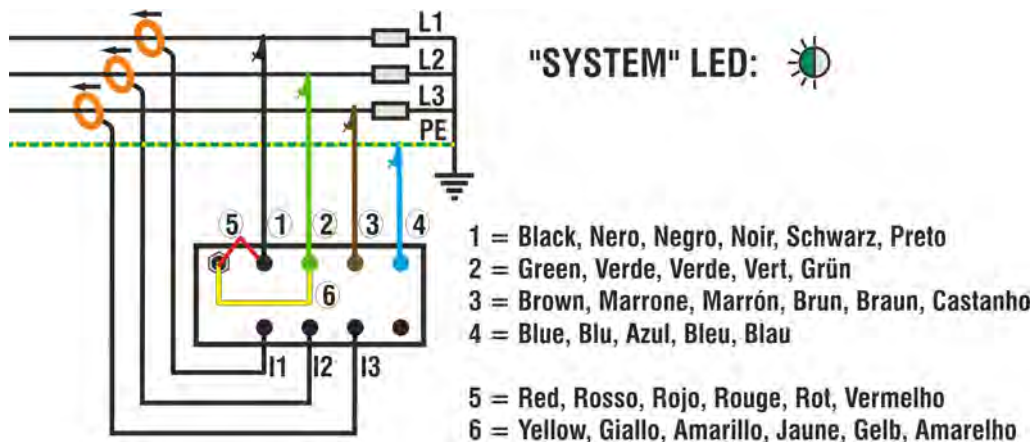 L1
L2
L3
PE
"SYSTEM" LED:
5 1 2 3 4
6
I1 I2 I3
1 = Black, Nero, Negro, Noir, Schwarz, Preto
2 = Green, Verde, Verde, Vert, Grün
3 = Brown, Marrone, Marrón, Brun, Braun, Castanho
4 = Blue, Blu, Azul, Bleu, Blau
5 = Red, Rosso, Rojo, Rouge, Rot, Vermelho
6 = Yellow, Giallo, Amarillo, Jaune, Gelb, Amarelho